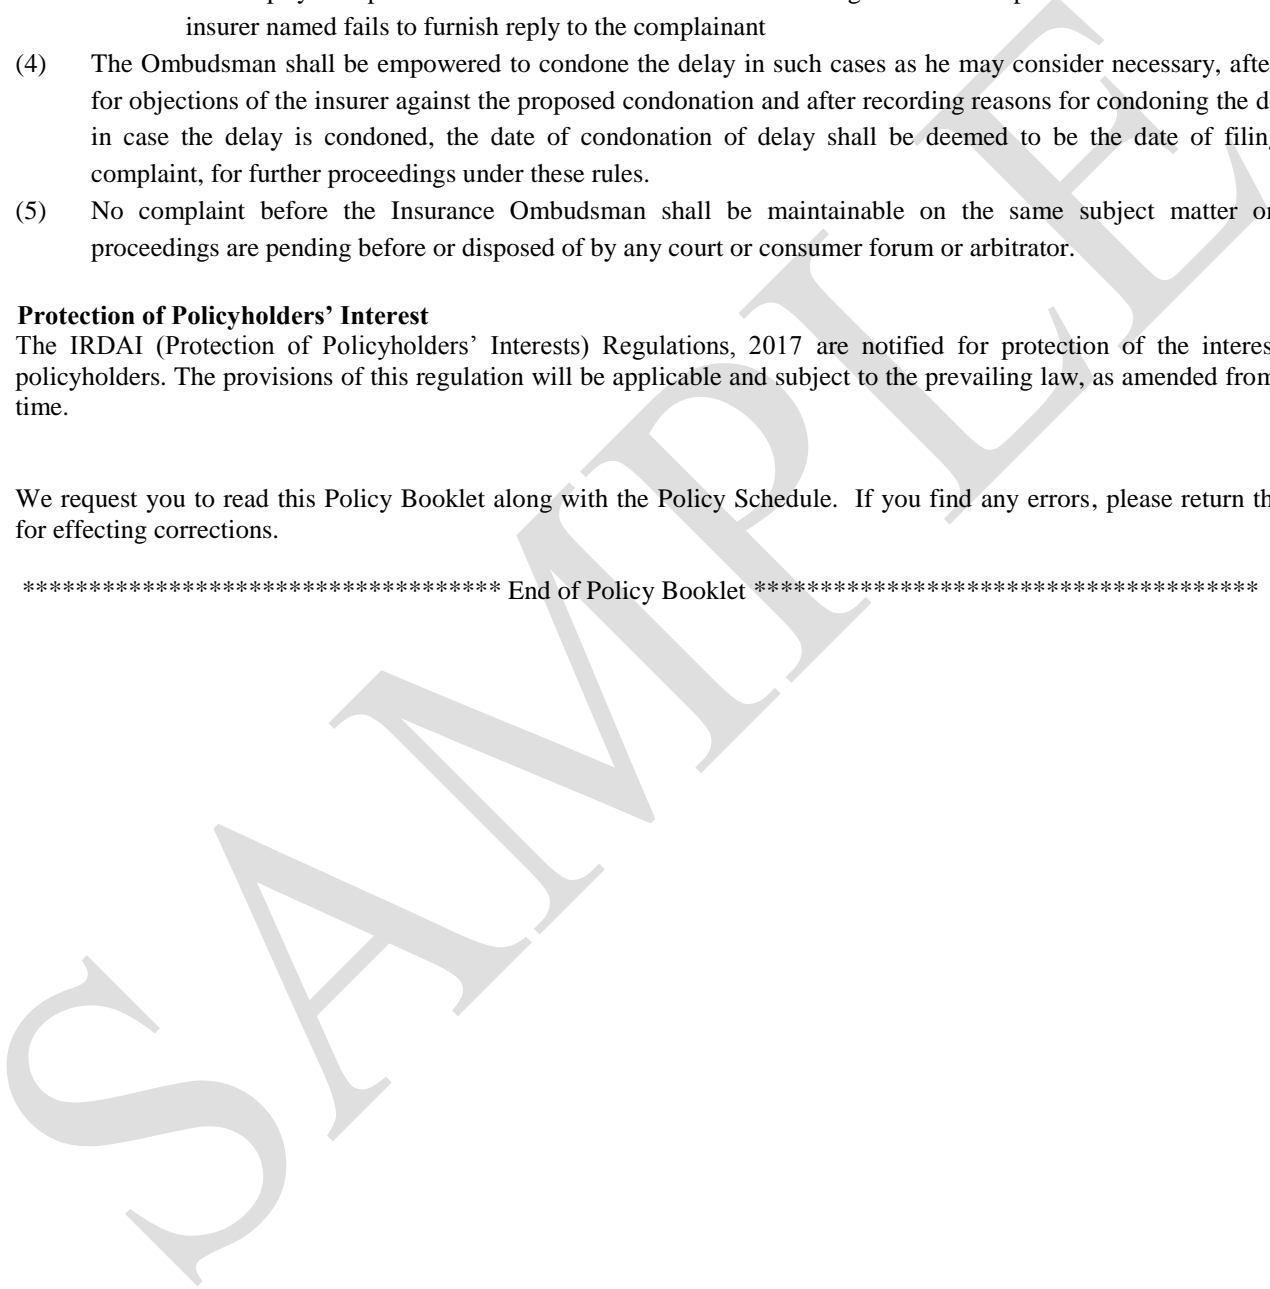 insurer named fails to furnish reply to the complainant
(4) The Ombudsman shall be empowered to condone the delay in such cases as he may consider necessary, after
for objections of the insurer against the proposed condonation and after recording reasons for condoning the d
in case the delay is condoned, the date of condonation of delay shall be deemed to be the date of filing
complaint, for further proceedings under these rules.
(5) No complaint before the Insurance Ombudsman shall be maintainable on the same subject matter on
proceedings are pending before or disposed of by any court or consumer forum or arbitrator.
Protection of Policyholders’ Interest
The IRDAI (Protection of Policyholders’ Interests) Regulations, 2017 are notified for protection of the interes
policyholders. The provisions of this regulation will be applicable and subject to the prevailing law, as amended from
time.
We request you to read this Policy Booklet along with the Policy Schedule. If you find any errors, please return th
for effecting corrections.
************************************ End of Policy Booklet **************************************
SAMPLE